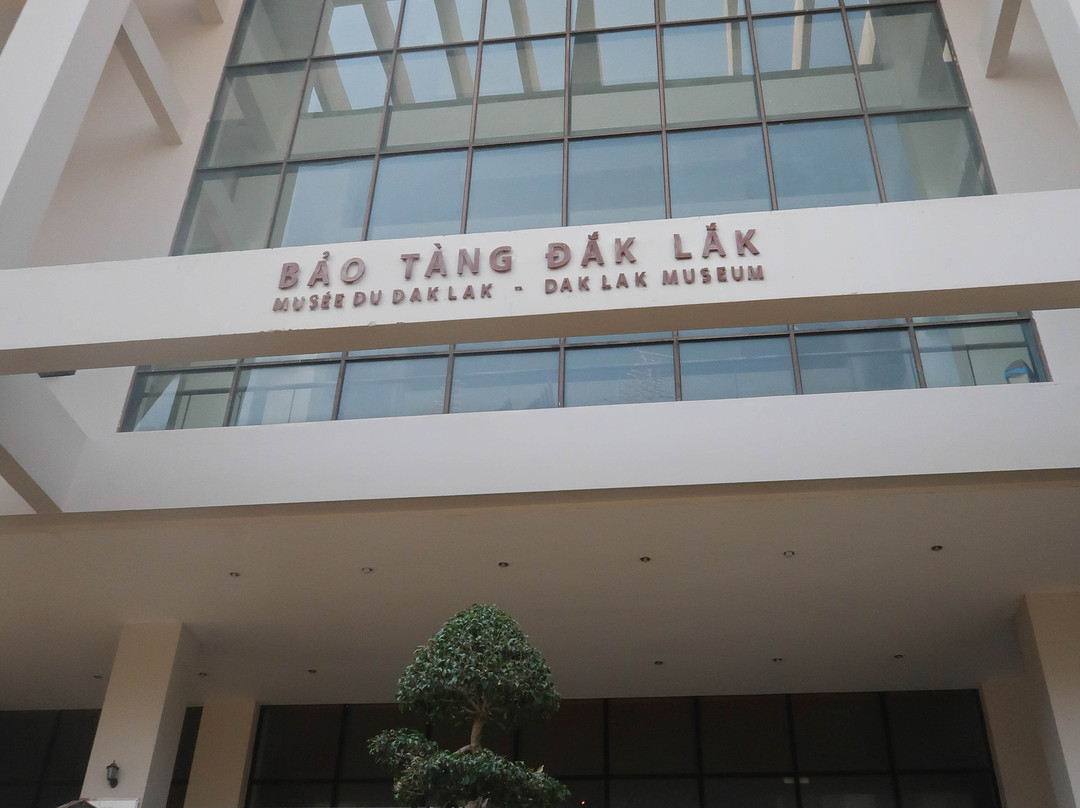 BẢO TÀNG ĐẮK LẮK
MUSÉE DU DAK LAK - DAK LAK MUSEUM